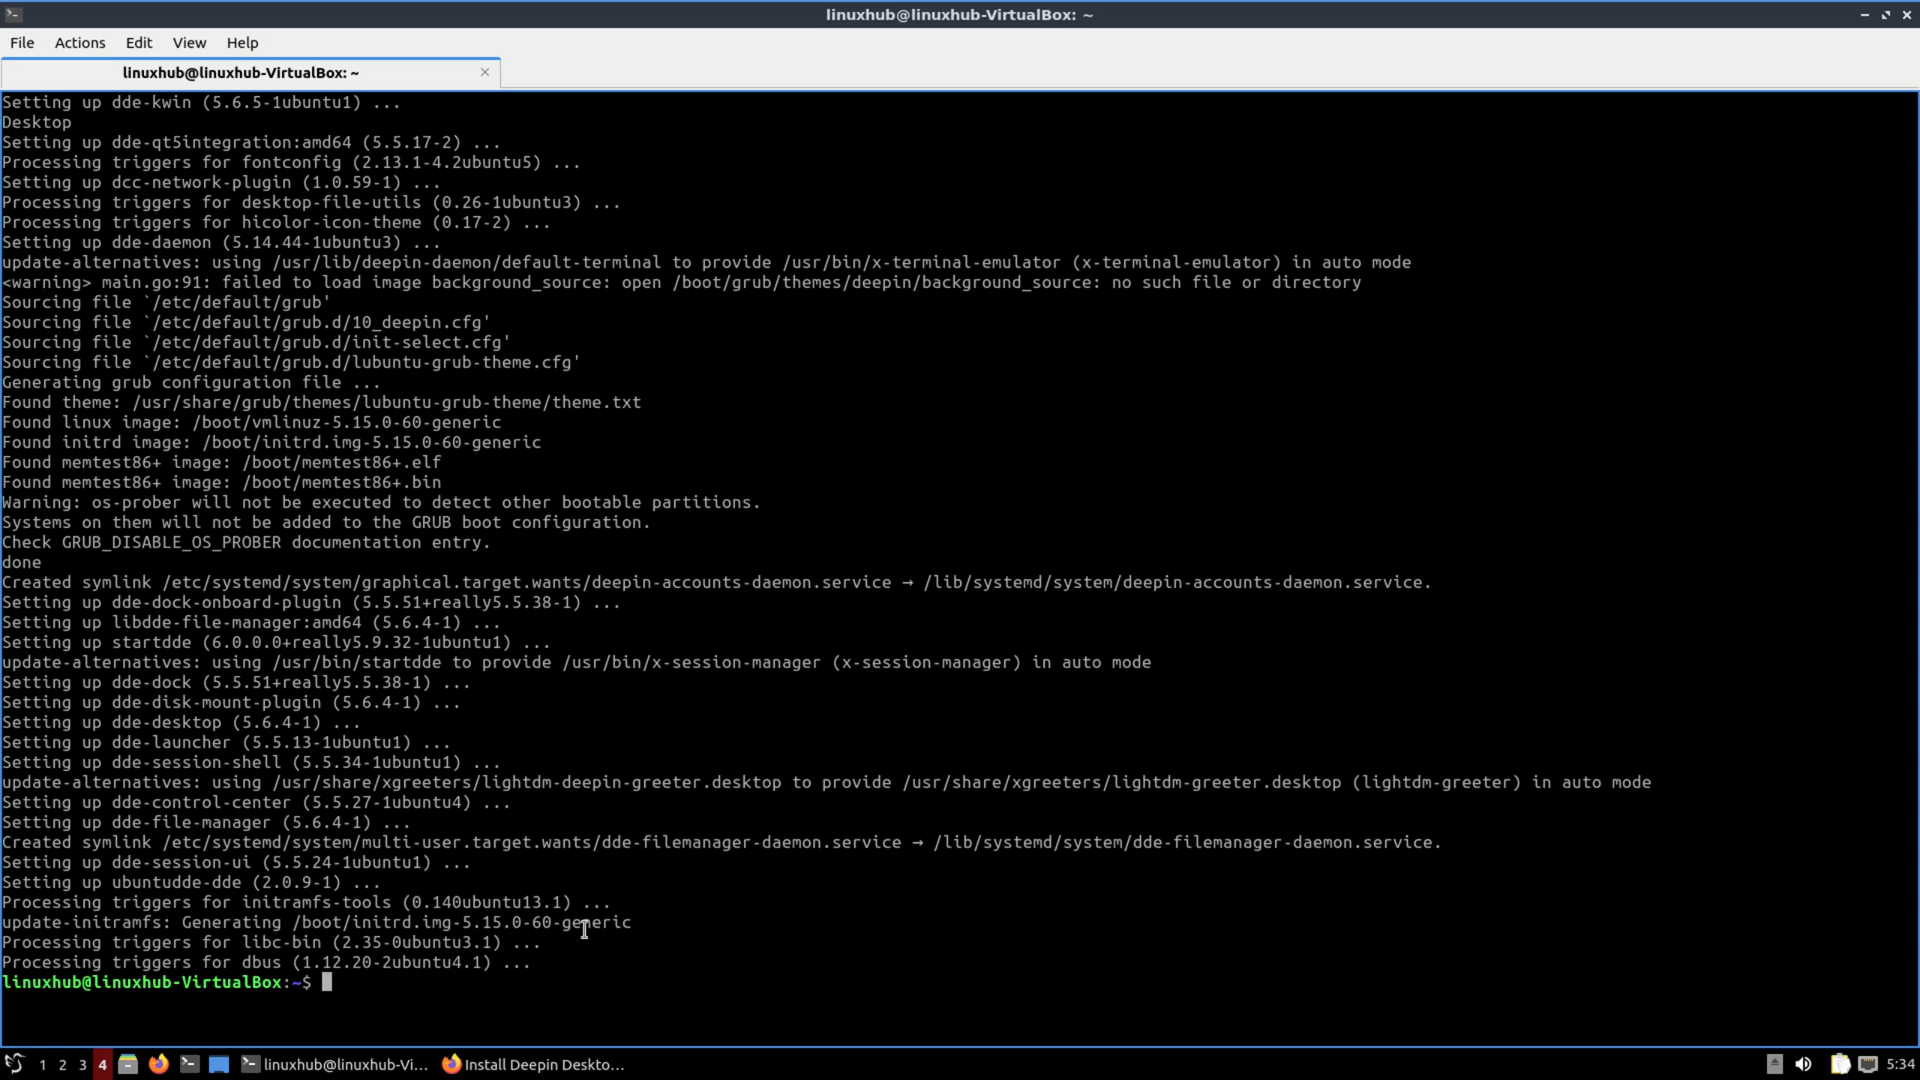 linuxhub@linuxhub-VirtualBox: ~
File Actions Edit View Help
linuxhub@linuxhub-VirtualBox: ~
Setting up dde-kwin (5.6.5-1ubuntu1) ...
Desktop
Setting up dde-qt5integration:amd64 (5.5.17-2) ...
Processing triggers for fontconfig (2.13.1-4.2ubuntu5) ...
Setting up dcc-network-plugin (1.0.59-1) ...
Processing triggers for desktop-file-utils (0.26-1ubuntu3) ...
Processing triggers for hicolor-icon-theme (0.17-2) ...
Setting up dde-daemon (5.14.44-1ubuntu3) ...
update-alternatives: using /usr/lib/deepin-daemon/default-terminal to provide /usr/bin/x-terminal-emulator (x-terminal-emulator) in auto mode
<warning> main.go:91: failed to load image background_source: open /boot/grub/themes/deepin/background_source: no such file or directory
Sourcing file `/etc/default/grub'
Sourcing file `/etc/default/grub.d/10_deepin.cfg'
Sourcing file `/etc/default/grub.d/init-select.cfg'
Sourcing file `/etc/default/grub.d/lubuntu-grub-theme.cfg'
Generating grub configuration file ...
Found theme: /usr/share/grub/themes/lubuntu-grub-theme/theme.txt
Found linux image: /boot/vmlinuz-5.15.0-60-generic
Found initrd image: /boot/initrd.img-5.15.0-60-generic
Found memtest86+ image: /boot/memtest86+.elf
Found memtest86+ image: /boot/memtest86+.bin
Warning: os-prober will not be executed to detect other bootable partitions.
Systems on them will not be added to the GRUB boot configuration.
Check GRUB_DISABLE_OS_PROBER documentation entry.
done
Created symlink /etc/systemd/system/graphical.target.wants/deepin-accounts-daemon.service → /lib/systemd/system/deepin-accounts-daemon.service.
Setting up dde-dock-onboard-plugin (5.5.51+really5.5.38-1) ...
Setting up libdde-file-manager:amd64 (5.6.4-1) ...
Setting up startdde (6.0.0.0+really5.9.32-1ubuntu1) ...
update-alternatives: using /usr/bin/startdde to provide /usr/bin/x-session-manager (x-session-manager) in auto mode
Setting up dde-dock (5.5.51+really5.5.38-1) ...
Setting up dde-disk-mount-plugin (5.6.4-1) ...
Setting up dde-desktop (5.6.4-1) ...
Setting up dde-launcher (5.5.13-1ubuntu1) ...
Setting up dde-session-shell (5.5.34-1ubuntu1) ...
update-alternatives: using /usr/share/xgreeters/lightdm-deepin-greeter.desktop to provide /usr/share/xgreeters/lightdm-greeter.desktop (lightdm-greeter) in auto mode
Setting up dde-control-center (5.5.27-1ubuntu4) ...
Setting up dde-file-manager (5.6.4-1) ...
Created symlink /etc/systemd/system/multi-user.target.wants/dde-filemanager-daemon.service → /lib/systemd/system/dde-filemanager-daemon.service.
Setting up dde-session-ui (5.5.24-1ubuntu1) ...
Setting up ubuntudde-dde (2.0.9-1) ...
Processing triggers for initramfs-tools (0.140ubuntu13.1) ...
update-initramfs: Generating /boot/initrd.img-5.15.0-60-generic
Processing triggers for libc-bin (2.35-0ubuntu3.1) ...
Processing triggers for dbus (1.12.20-2ubuntu4.1) ...
linuxhub@linuxhub-VirtualBox:~$
1 2 3 4 linuxhub@linuxhub-Vi... Install Deepin Deskto... 5:34